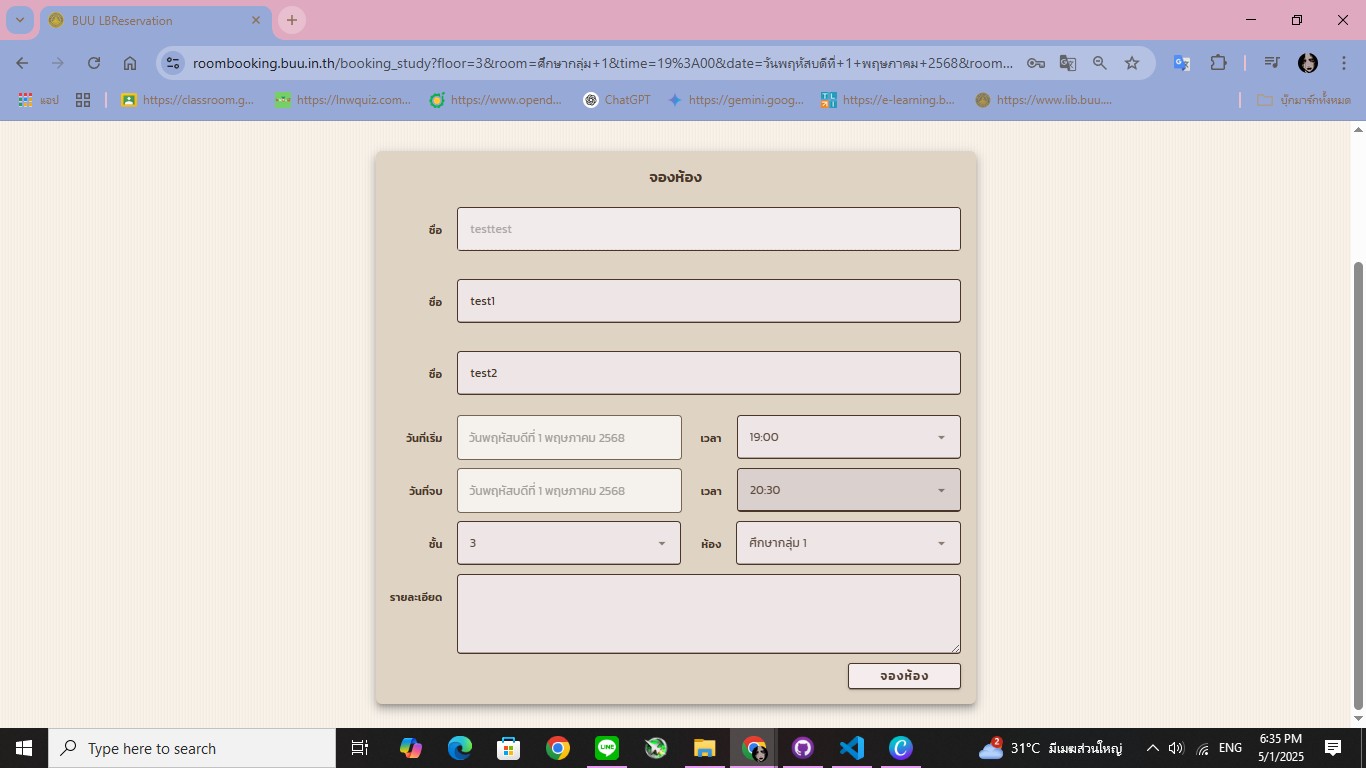 BUU LBReservation
roombooking.buu.in.th/booking_study?floor=3&room=ศึกษากลุ่ม+1&time=19%3A00&date=วันพฤหัสบดีที่+1+พฤษภาคม+2568&room...
แอป https://classroom.g... https://lnwquiz.com... https://www.opend... ChatGPT https://gemini.goog... https://e-learning.b... https://www.lib.buu.... บุ๊กมาร์กทั้งหมด
จองห้อง
ชื่อ testtest
ชื่อ test1
ชื่อ test2
วันที่เริ่ม วันพฤหัสบดีที่ 1 พฤษภาคม 2568 เวลา 19:00
วันที่จบ วันพฤหัสบดีที่ 1 พฤษภาคม 2568 เวลา 20:30
ชั้น 3 ห้อง ศึกษากลุ่ม 1
รายละเอียด
จองห้อง
Type here to search LINE 2 31°C มีเมฆส่วนใหญ่ ENG 6:35 PM
5/1/2025